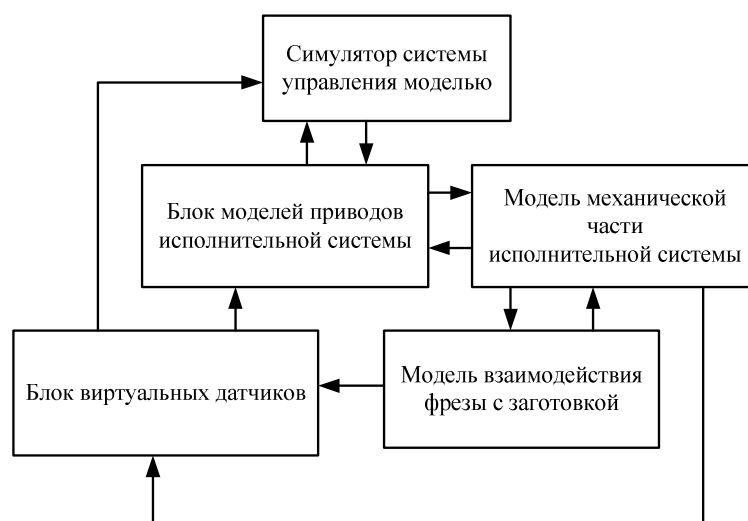 Симулятор системы
управления моделью
Блок моделей приводов
исполнительной системы
Модель механической
части
исполнительной системы
Блок виртуальных датчиков
Модель взаимодействия
фрезы с заготовкой